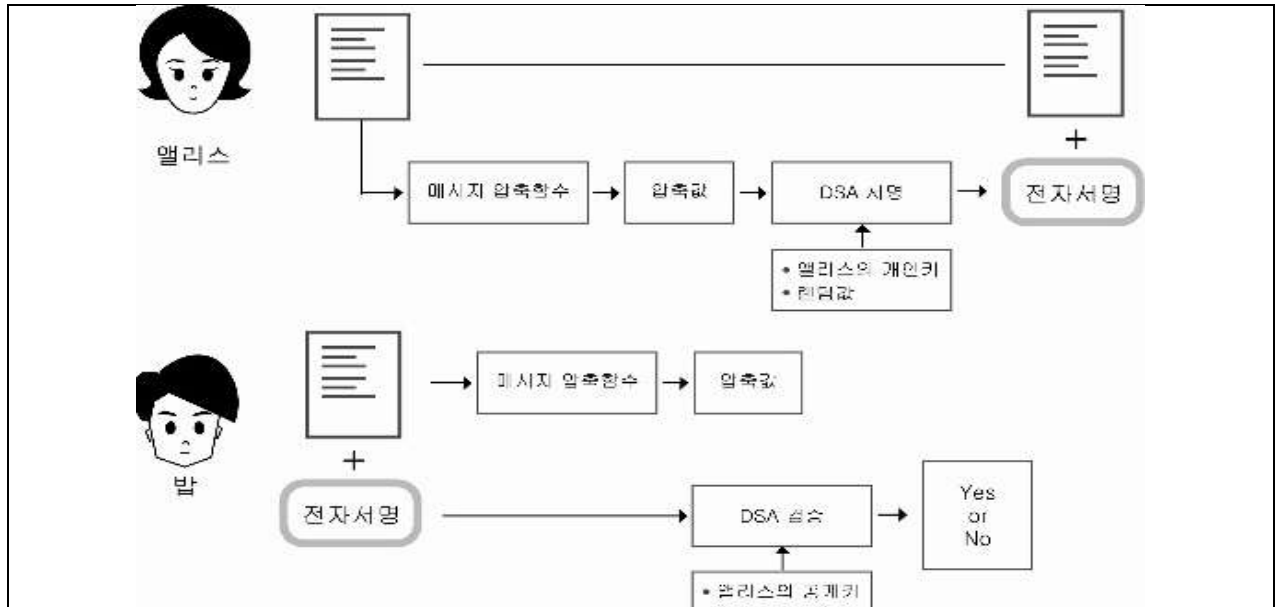 앨리스
메시지 압축함수
압축값
DSA 서명
+
전자서명
• 앨리스의 개인키
• 랜덤값
메시지 압축함수
압축값
+
밥
전자서명
DSA 검증
Yes
or
No
• 앨리스의 공개키